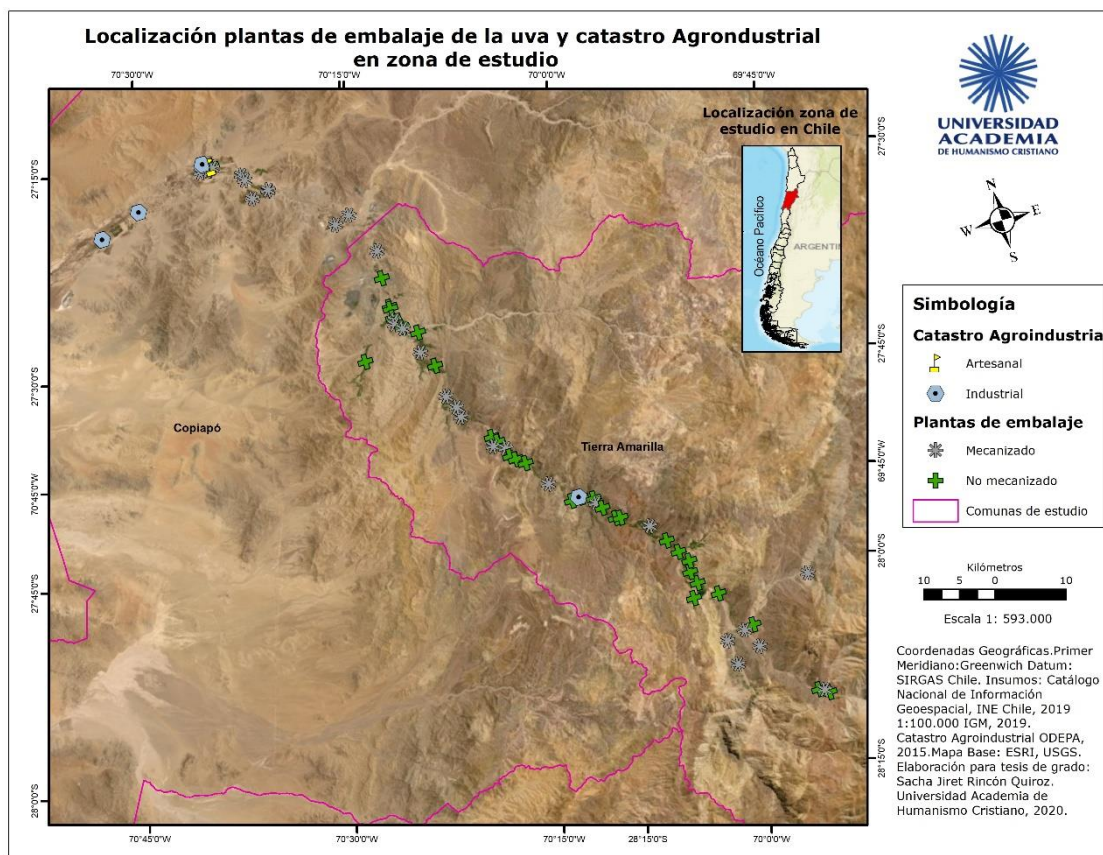 Localización plantas de embalaje de la uva y catastro Agrondustrial
en zona de estudio
70°30'0"W
70°15'0"W
70°0'0"W
69°45'0"W
27°15'0"S
27°30'0"S
70°45'0"W
27°45'0"S
28°0'0"S
27°30'0"S
27°45'0"S
69°45'0"W
28°0'0"S
28°15'0"S
70°45'0"W
70°30'0"W
70°15'0"W
28°15'0"S
70°0'0"W
Localización zona de
estudio en Chile
Océano Pacífico
ARGENTIN
Copiapó
Tierra Amarilla
UNIVERSIDAD
ACADEMIA
DE HUMANISMO CRISTIANO
N
E
W
S
Simbología
Catastro Agroindustria
Artesanal
Industrial
Plantas de embalaje
Mecanizado
No mecanizado
Comunas de estudio
Kilómetros
10 5 0 10
Escala 1: 593.000
Coordenadas Geográficas.Primer
Meridiano:Greenwich Datum:
SIRGAS Chile. Insumos: Catálogo
Nacional de Información
Geoespacial, INE Chile, 2019
1:100.000 IGM, 2019.
Catastro Agroindustrial ODEPA,
2015.Mapa Base: ESRI, USGS.
Elaboración para tesis de grado:
Sacha Jiret Rincón Quiroz.
Universidad Academia de
Humanismo Cristiano, 2020.